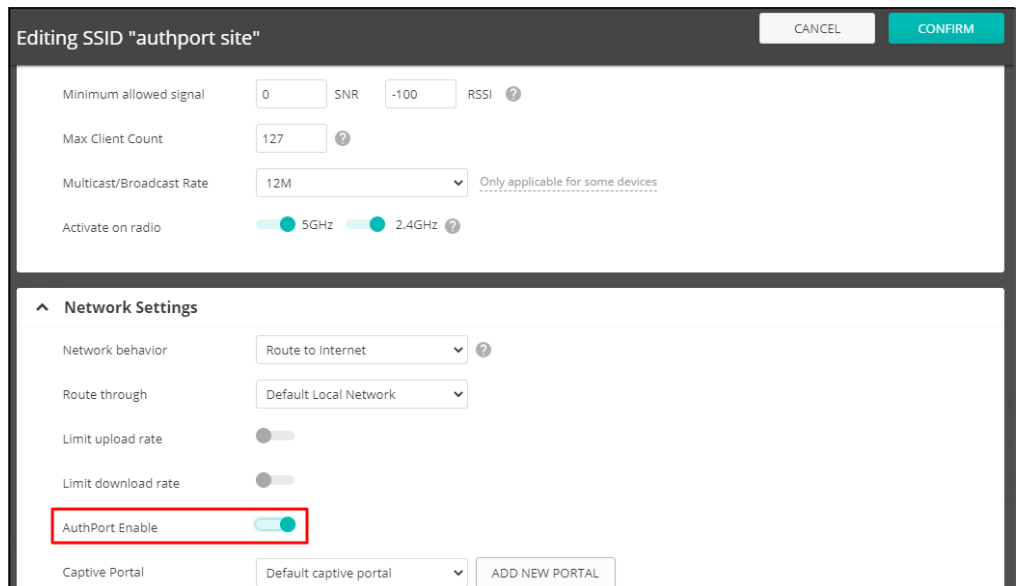 Editing SSID "authport site"
CANCEL
CONFIRM
Minimum allowed signal 0 SNR -100 RSSI ?
Max Client Count 127 ?
Multicast/Broadcast Rate 12M Only applicable for some devices
Activate on radio 5GHz 2.4GHz ?
Network Settings
Network behavior Route to Internet ?
Route through Default Local Network
Limit upload rate
Limit download rate
AuthPort Enable
Captive Portal Default captive portal ADD NEW PORTAL